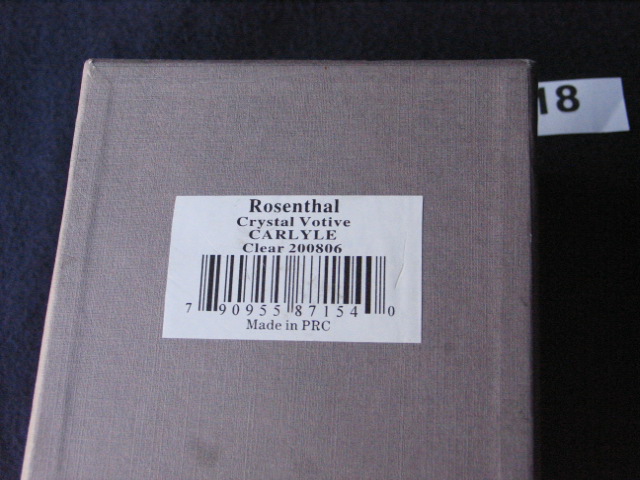 Rosenthal
Crystal Votive
CARLYLE
Clear 200806
7 90955 87154 0
Made in PRC
18